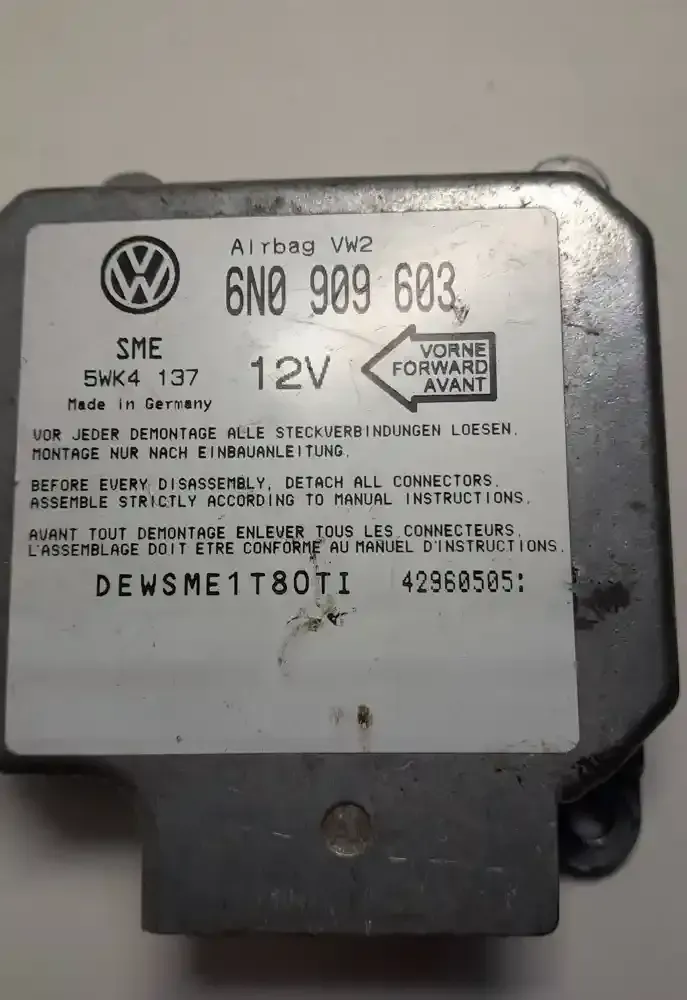 Airbag VW2
6N0 909 603
SME
5WK4 137
Made in Germany
12V
VORNE
FORWARD
AVANT
VOR JEDER DEMONTAGE ALLE STECKVERBINDUNGEN LOESEN.
MONTAGE NUR NACH EINBAUANLEITUNG.
BEFORE EVERY DISASSEMBLY, DETACH ALL CONNECTORS.
ASSEMBLE STRICTLY ACCORDING TO MANUAL INSTRUCTIONS.
AVANT TOUT DEMONTAGE ENLEVER TOUS LES CONNECTEURS.
L'ASSEMBLAGE DOIT ETRE CONFORME AU MANUEL D'INSTRUCTIONS.
DEWSME1T80TI 42960505: